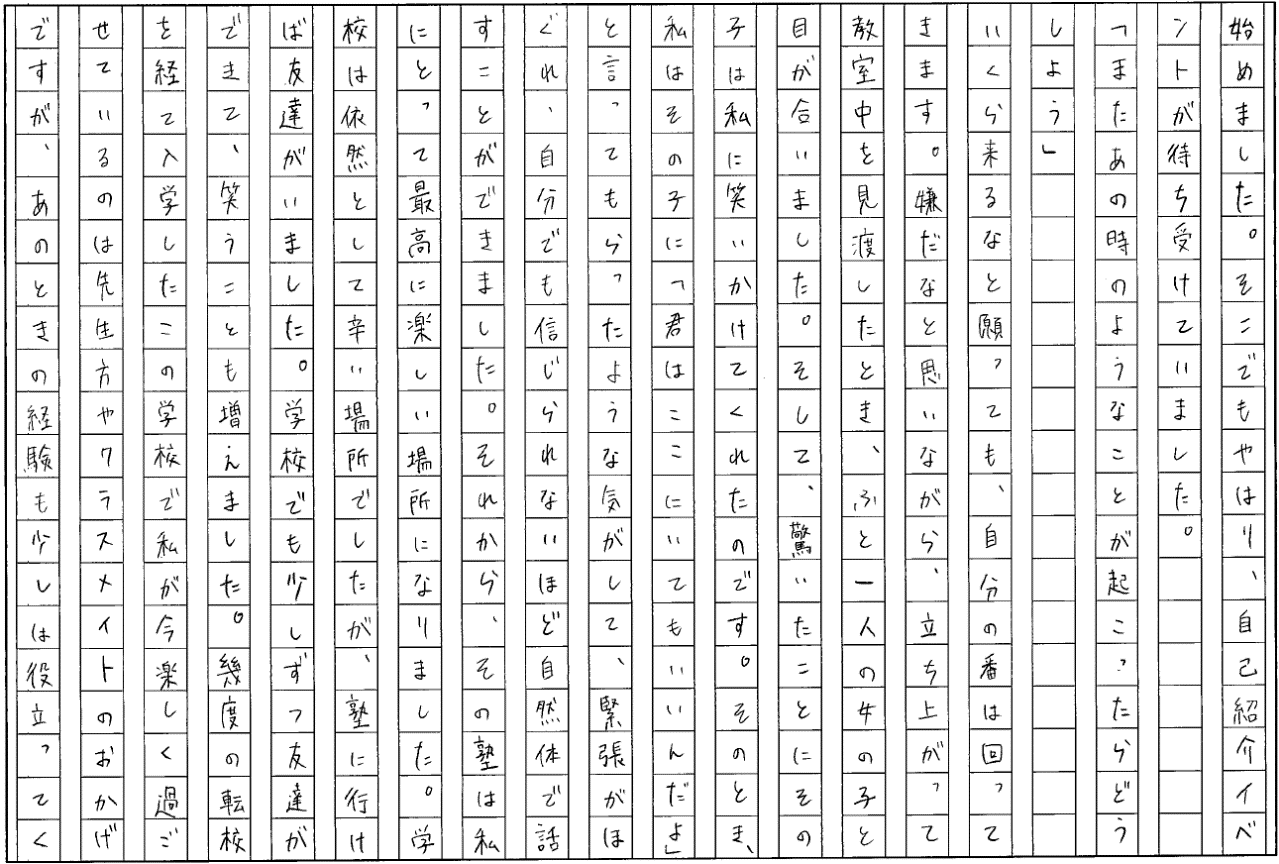 始めました。そこでもやはり、自己紹介イベ
ントが待ち受けていました。
「またあの時のようなことが起こったらどう
しよう」
いくら来るなと願っても、自分の番は回って
きます。嫌だなと思いながら、立ち上がって
教室中を見渡したとき、ふと一人の女の子と
目が合いました。そして、驚いたことにその
子は私に笑いかけてくれたのです。そのとき、
私はその子に「君はここにいてもいいんだよ」
と言ってもらったような気がして、緊張がほ
ぐれ、自分でも信じられないほど自然体で話
すことができました。それから、その塾は私
にとって最高に楽しい場所になりました。学
校は依然として辛い場所でしたが、塾に行け
ば友達がいました。学校でも少しずつ友達が
できて、笑うことも増えました。幾度の転校
を経て入学したこの学校で私が今楽しく過ご
せているのは先生方やクラスメイトのおかげ
ですが、あのときの経験も少しは役立ってく